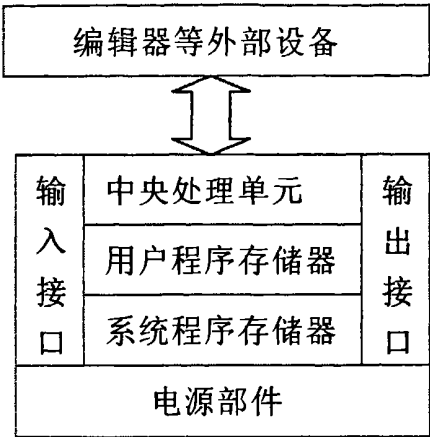 编辑器等外部设备
输入接口
中央处理单元
用户程序存储器
系统程序存储器
输出接口
电源部件